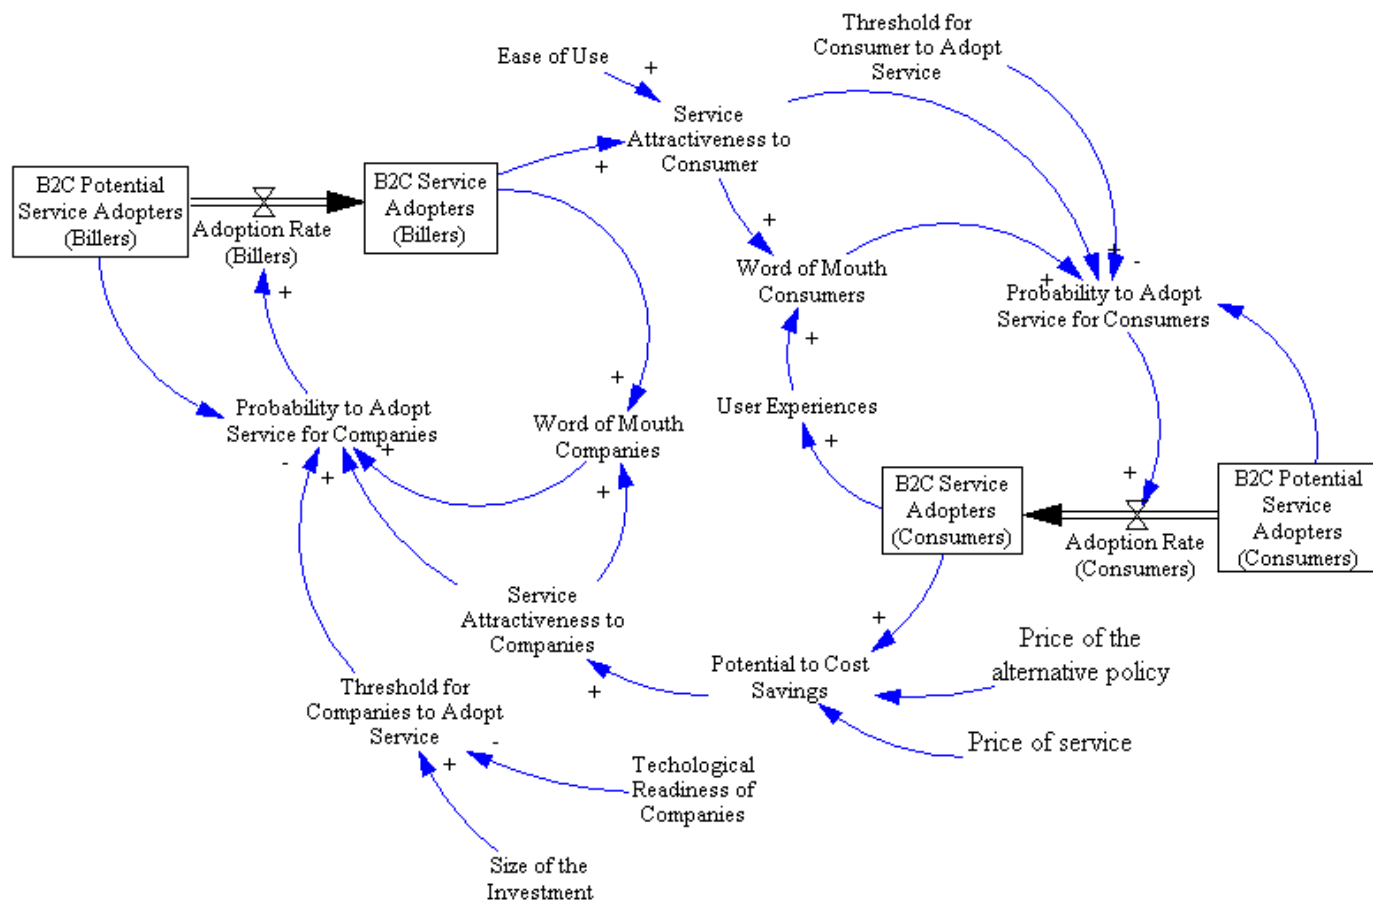 Threshold for
Consumer to Adopt
Service
Ease of Use
+
+
Service
Attractiveness to
Consumer
+
B2C Potential
Service Adopters
(Billers)
B2C Service
Adopters
(Billers)
Adoption Rate
(Billers)
+
+
-
Word of Mouth
Consumers
+
Probability to Adopt
Service for Consumers
+
+
+
Probability to Adopt
Service for Companies
Word of Mouth
Companies
User Experiences
-
+
+
+
+
+
B2C Service
Adopters
(Consumers)
B2C Potential
Service
Adopters
(Consumers)
Adoption Rate
(Consumers)
Service
Attractiveness to
Companies
+
Price of the
alternative policy
Potential to Cost
Savings
+
Threshold for
Companies to Adopt
Service
-
+
Price of service
Techological
Readiness of
Companies
Size of the
Investment